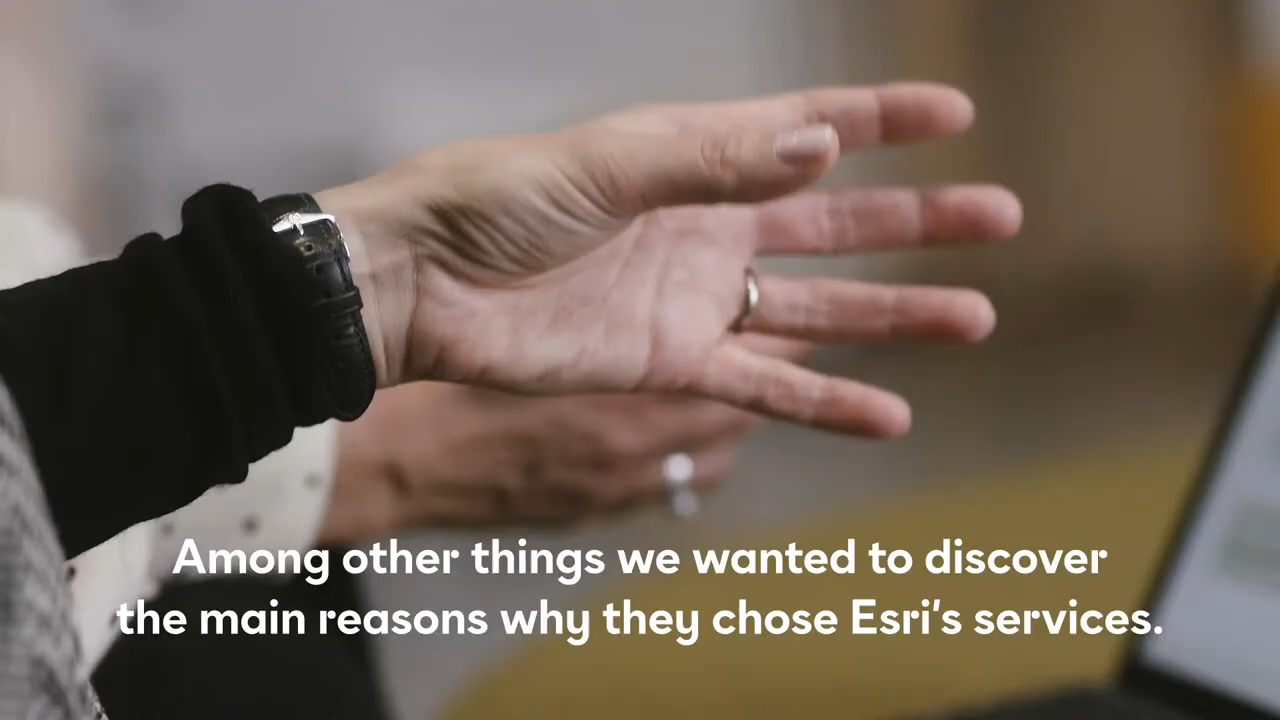 Among other things we wanted to discover
the main reasons why they chose Esri's services.